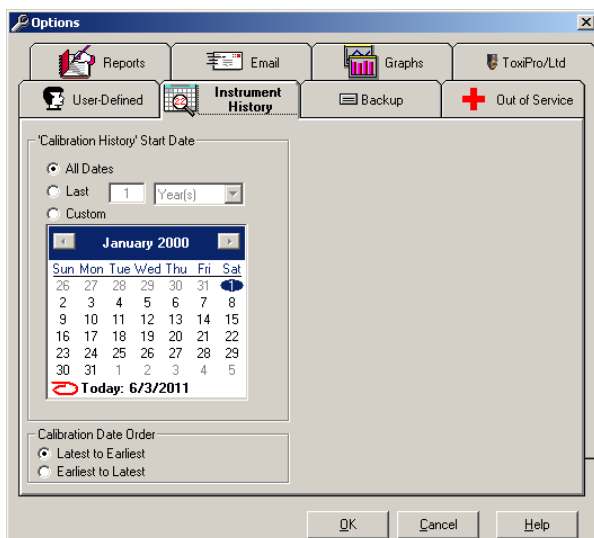 Options
Reports
Email
Graphs
ToxiPro/Ltd
User-Defined
Instrument
History
Backup
Out of Service
'Calibration History' Start Date
All Dates
Last 1 Year(s)
Custom
January 2000
Sun Mon Tue Wed Thu Fri Sat
26 27 28 29 30 31 1
2 3 4 5 6 7 8
9 10 11 12 13 14 15
16 17 18 19 20 21 22
23 24 25 26 27 28 29
30 31 1 2 3 4 5
Today: 6/3/2011
Calibration Date Order
Latest to Earliest
Earliest to Latest
OK Cancel Help